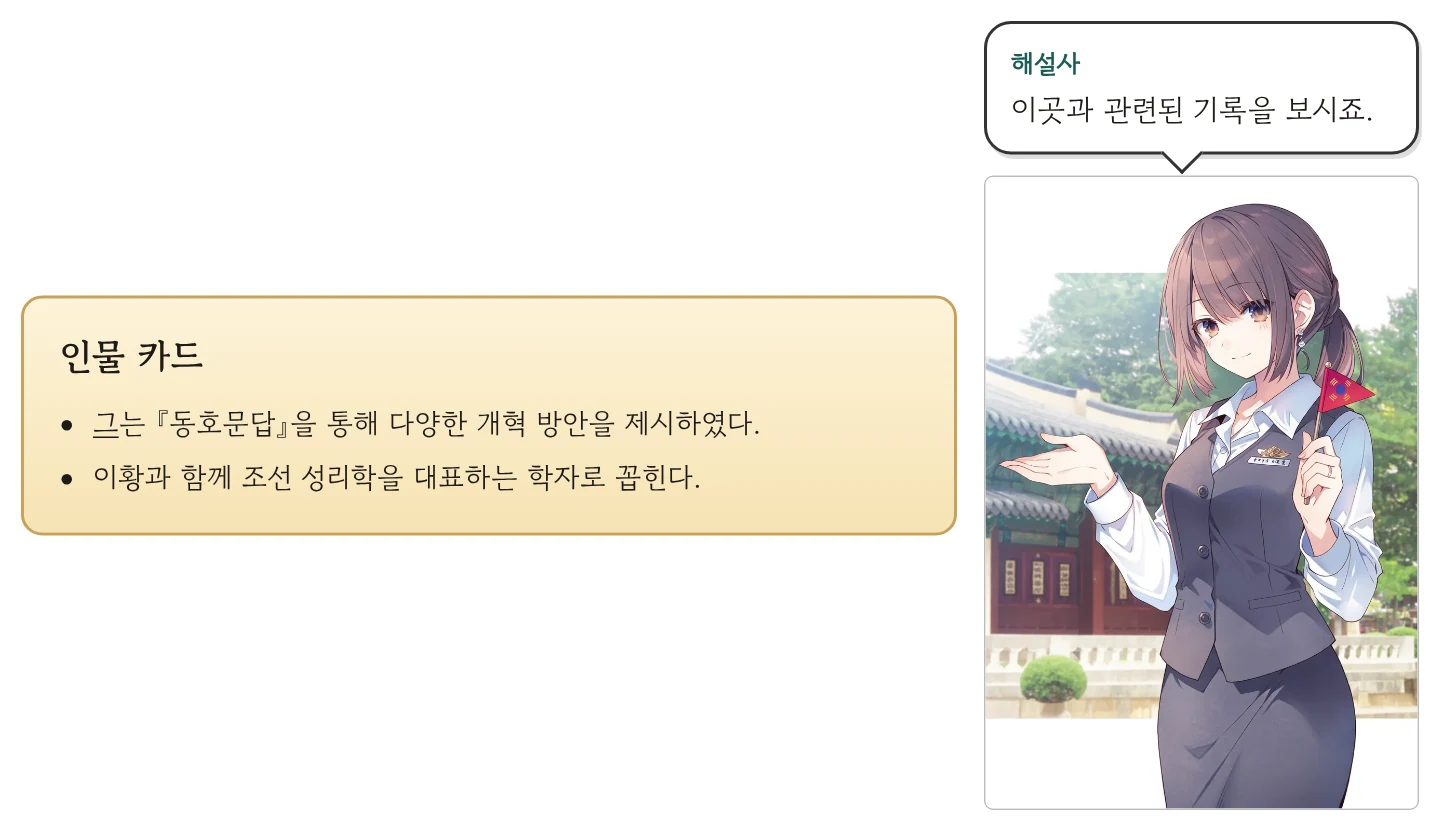 해설사
이곳과 관련된 기록을 보시죠.
인물 카드
• 그는 『동호문답』을 통해 다양한 개혁 방안을 제시하였다.
• 이황과 함께 조선 성리학을 대표하는 학자로 꼽힌다.